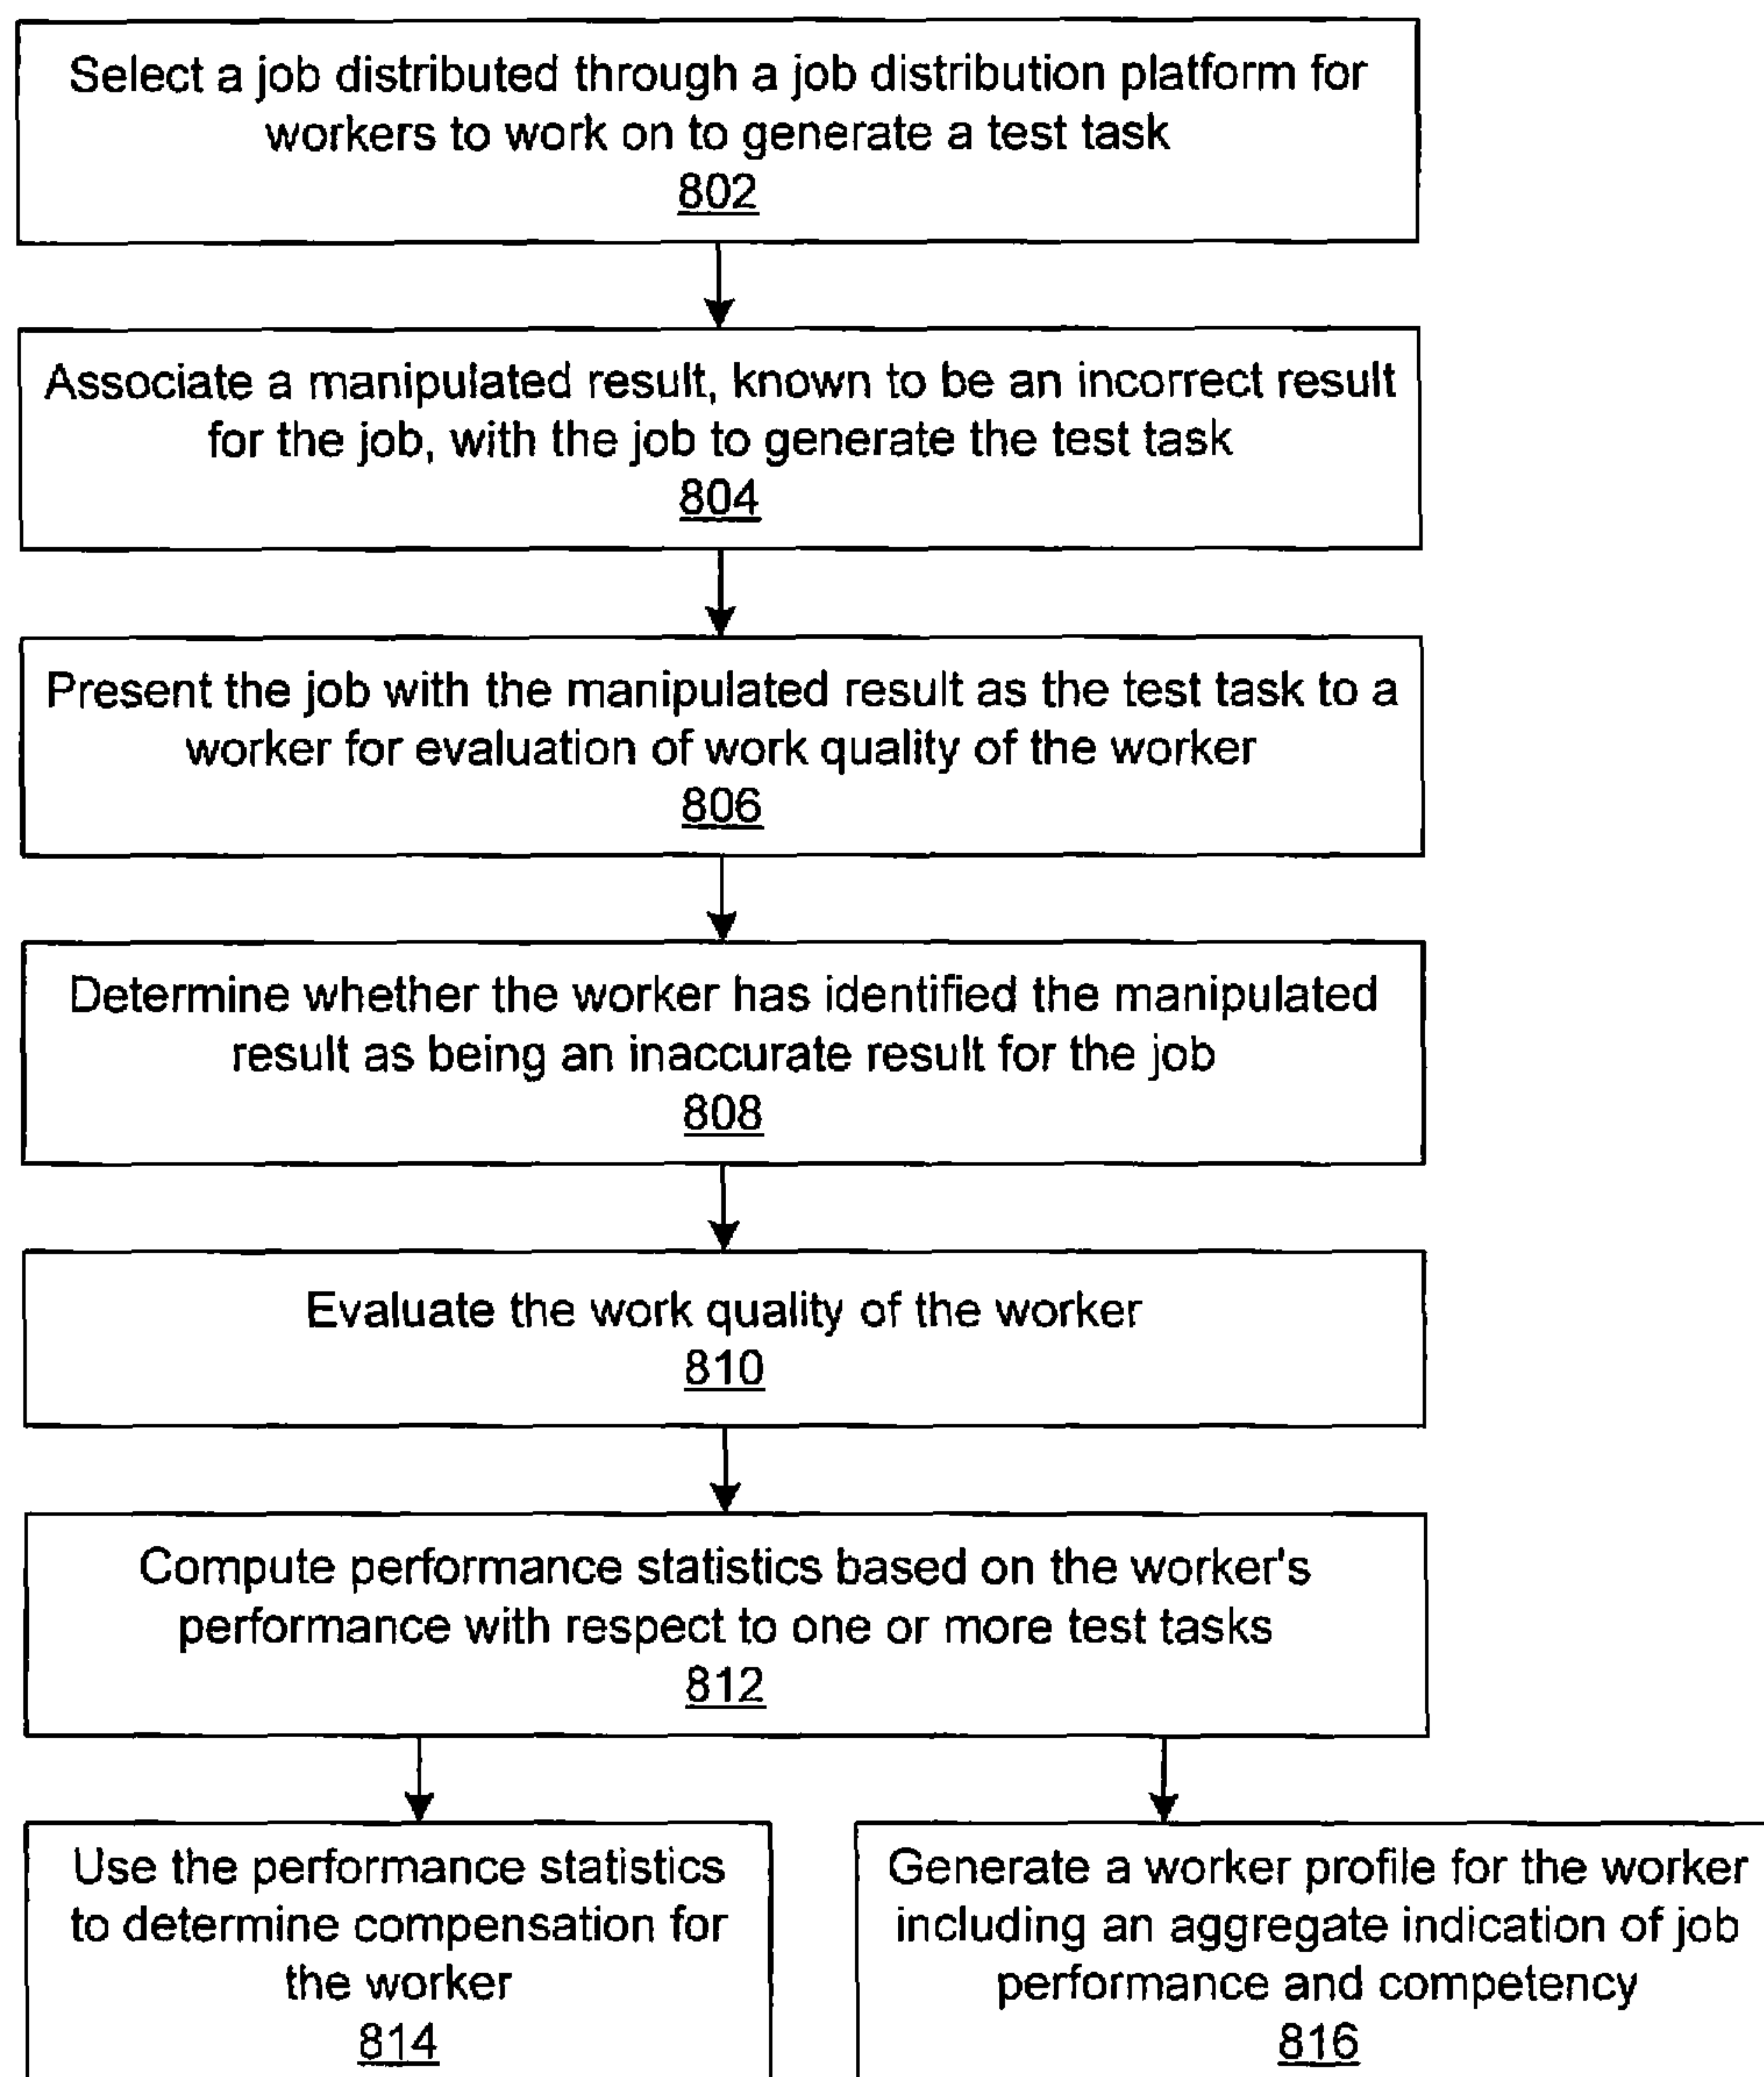 Select a job distributed through a job distribution platform for
workers to work on to generate a test task
802
Associate a manipulated result, known to be an incorrect result
for the job, with the job to generate the test task
804
Present the job with the manipulated result as the test task to a
worker for evaluation of work quality of the worker
806
Determine whether the worker has identified the manipulated
result as being an inaccurate result for the job
808
Evaluate the work quality of the worker
810
Compute performance statistics based on the worker's
performance with respect to one or more test tasks
812
Use the performance statistics
to determine compensation for
the worker
814
Generate a worker profile for the worker
including an aggregate indication of job
performance and competency
816